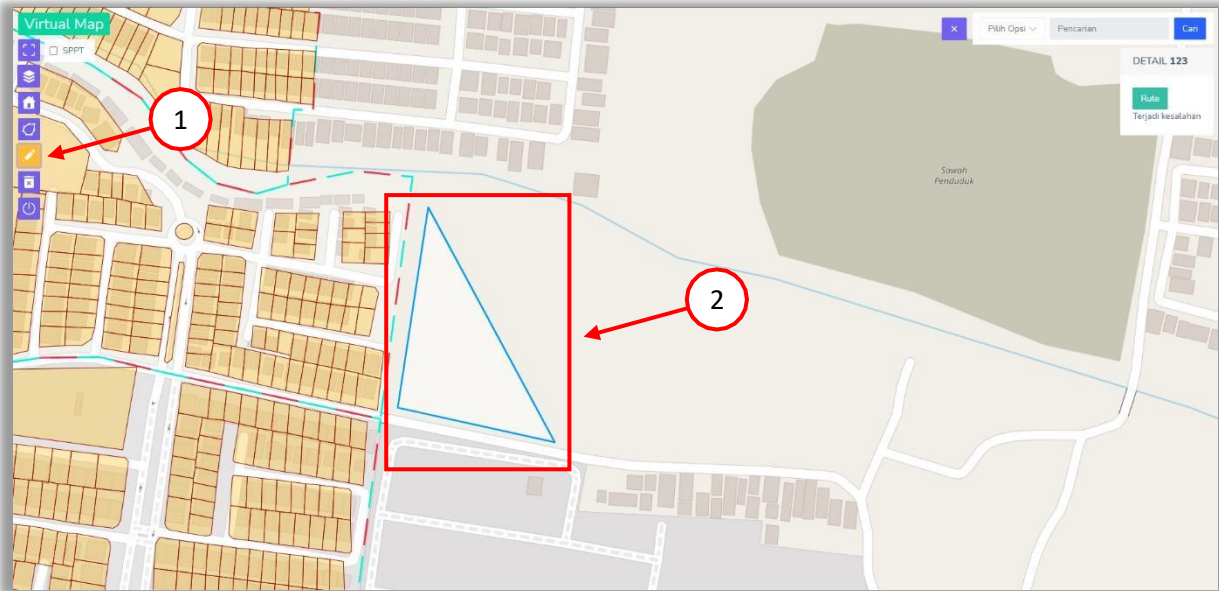 Virtual Map
SPPT
Pilih Opsi
Pencarian
Cari
DETAIL 123
Rute
Terjadi kesalahan
1
Sawah
Penduduk
2